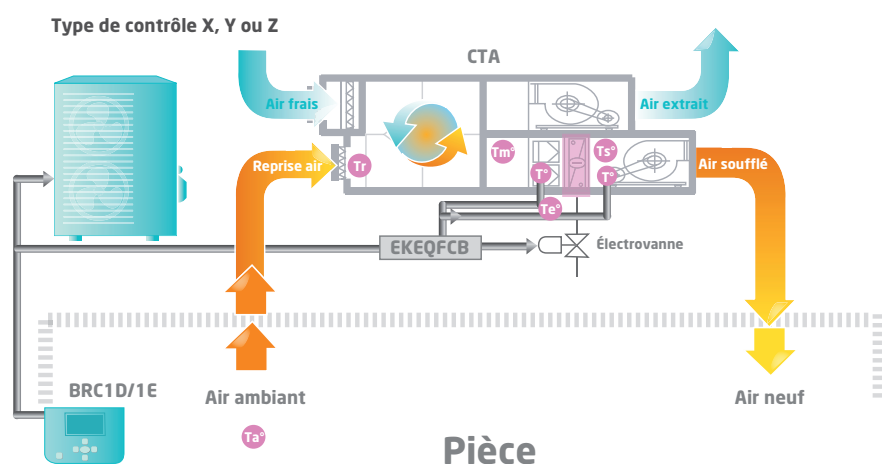 Type de contrôle X, Y ou Z
CTA
Air frais
Air extrait
Reprise air
Tr
Tm°
Ts°
T°
T°
Te°
Air soufflé
EKEQFCB
Électrovanne
BRC1D/1E
Air ambiant
Air neuf
Ta°
Pièce